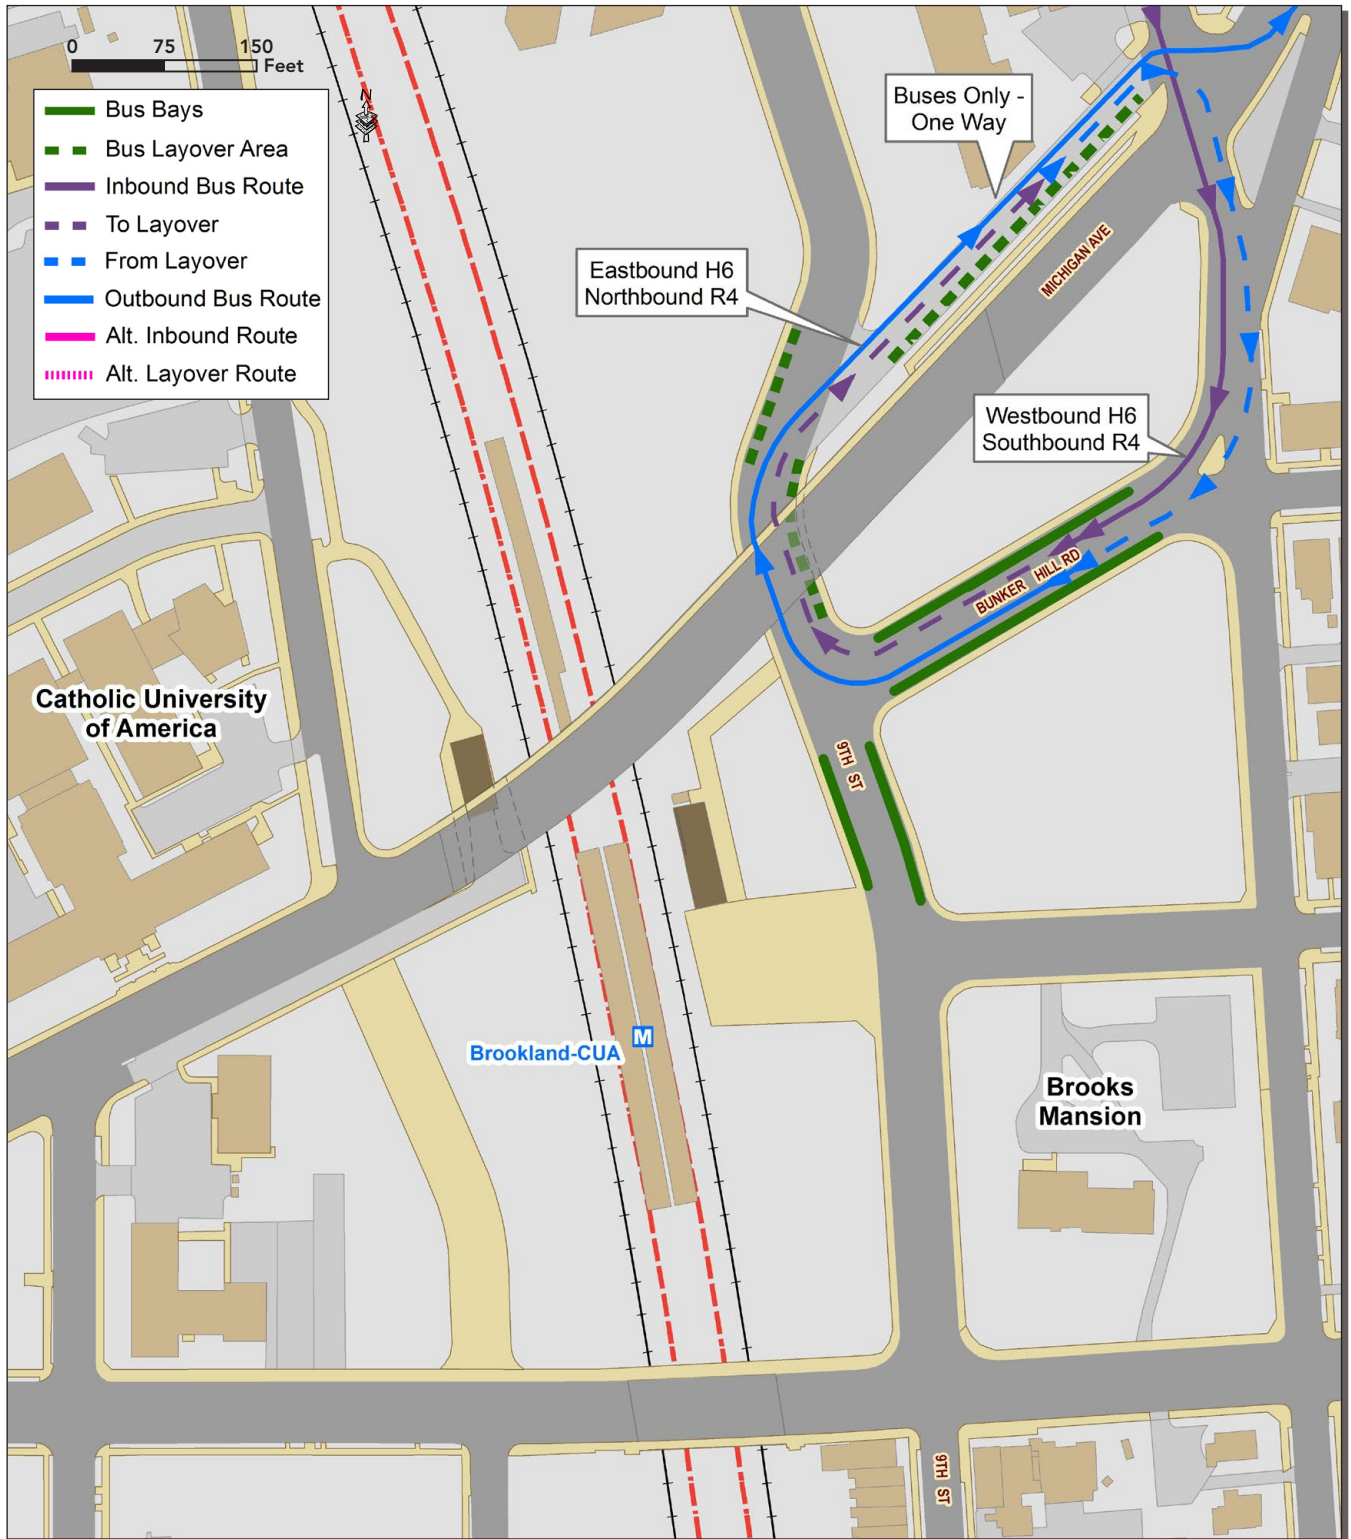 0 75 150
Feet
N
Bus Bays
Bus Layover Area
Inbound Bus Route
To Layover
From Layover
Outbound Bus Route
Alt. Inbound Route
Alt. Layover Route
Buses Only -
One Way
Eastbound H6
Northbound R4
MICHIGAN AVE
Westbound H6
Southbound R4
BUNKER HILL RD
Catholic University
of America
9TH ST
M
Brookland-CUA
Brooks
Mansion
9TH ST